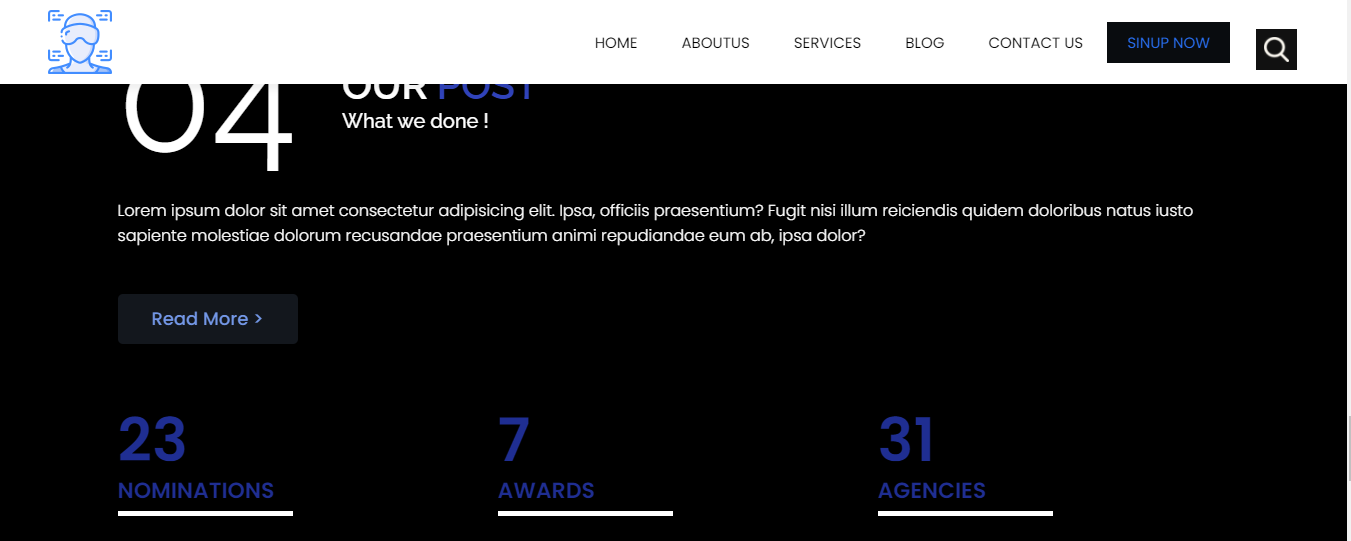 HOME ABOUTUS SERVICES BLOG CONTACT US SINUP NOW
04
OUR POST
What we done !
Lorem ipsum dolor sit amet consectetur adipisicing elit. Ipsa, officiis praesentium? Fugit nisi illum reiciendis quidem doloribus natus iusto
sapiente molestiae dolorum recusandae praesentium animi repudiandae eum ab, ipsa dolor?
Read More >
23 7 31
NOMINATIONS AWARDS AGENCIES